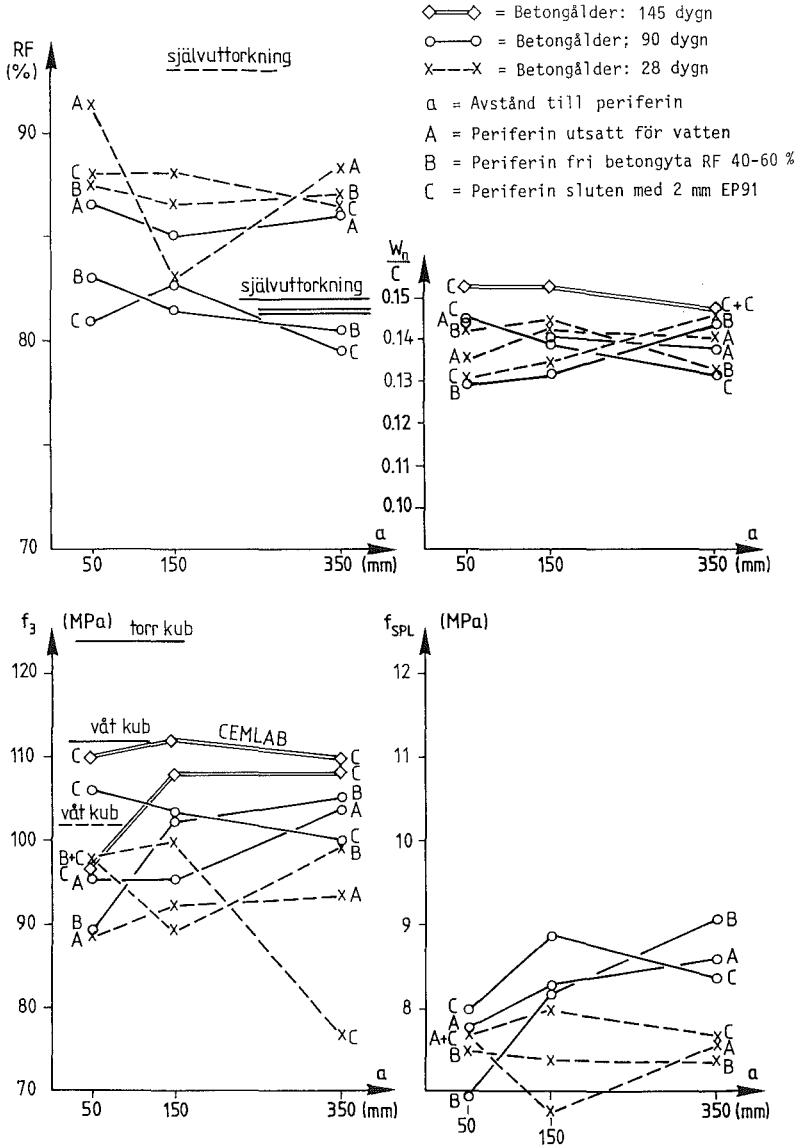 = Betongålder: 145 dygn
= Betongålder; 90 dygn
x--x = Betongålder: 28 dygn
a = Avstånd till periferin
A = Periferin utsatt för vatten
B = Periferin fri betongyta RF 40-60 %
C = Periferin sluten med 2 mm EP91
RF
(%)
självuttorkning
90
80
70
A
C
B
A
B
C
A
B
C
A
självuttorkning
B
C
a
50
150
350 (mm)
Wn
C
0.15
0.14
0.13
0.12
0.11
0.10
C
C
A
B
A
C
B
C+C
B
A
A
B
C
a
50
150
350 (mm)
f3
(MPa)
torr kub
120
110
100
90
80
70
våt kub
CEMLAB
C
C
våt kub
B+C
C
A
B
A
C
C
B
A
C
B
A
C
a
50
150
350 (mm)
fSPL
(MPa)
12
11
10
9
8
C
A
A+C
B
B
B
A
C
C
A
B
a
50
150
350 (mm)